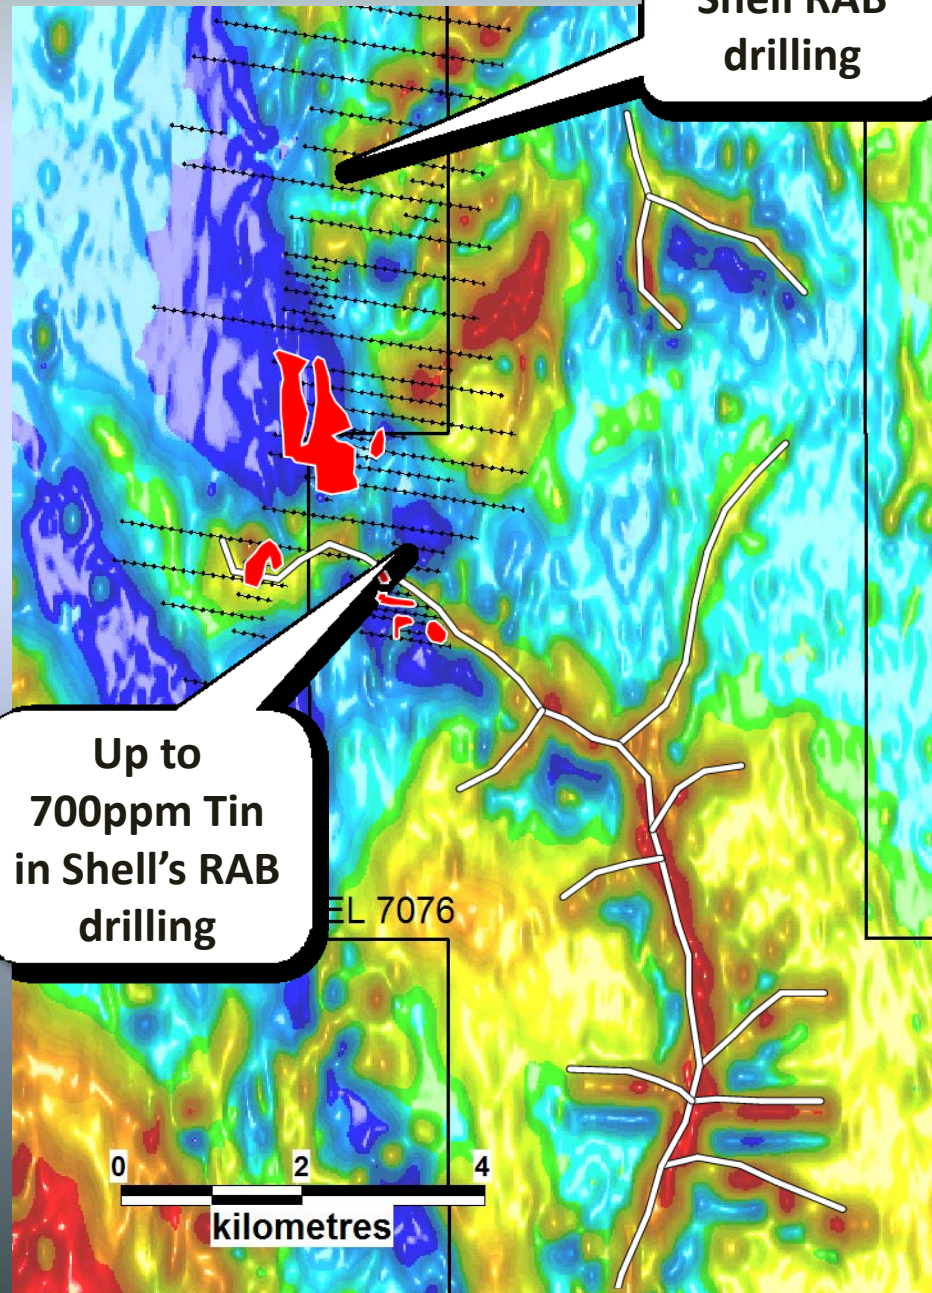 Shell RAB
drilling
Up to
700ppm Tin
in Shell's RAB
drilling
EL 7076
0 2 4
kilometres